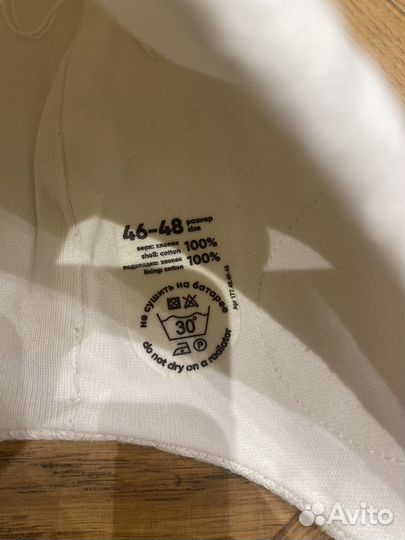 46-48 размер
size
верх: хлопок
shell: cotton 100%
подкладка: хлопок
lining: cotton 100%
не сушить на батарее
30°
P
do not dry on a radiator
Avito